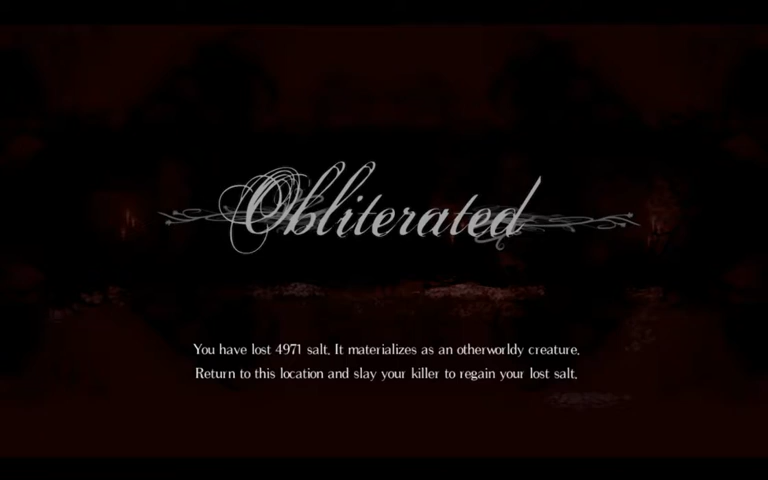 Obliterated
You have lost 4971 salt. It materializes as an otherworldly creature.
Return to this location and slay your killer to regain your lost salt.